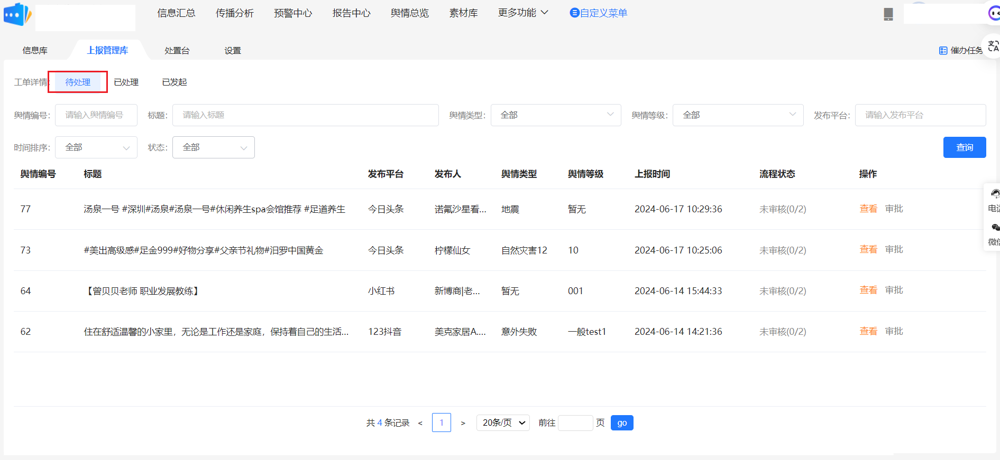 信息汇总 传播分析 预警中心 报告中心 舆情总览 素材库 更多功能 自定义菜单
信息库 上报管理库 处置台 设置 催办任务
工单详情: 待处理 已处理 已发起
舆情编号: 请输入舆情编号 标题: 请输入标题 舆情类型: 全部 舆情等级: 全部 发布平台: 请输入发布平台
时间排序: 全部 状态: 全部 查询
舆情编号 标题 发布平台 发布人 舆情类型 舆情等级 上报时间 流程状态 操作
77 汤泉一号 #深圳#汤泉#汤泉一号#休闲养生spa会馆推荐 #足道养生 今日头条 诺氟沙星看... 地震 暂无 2024-06-17 10:29:36 未审核(0/2) 查看 审批
电话
73 #美出高级感#足金999#好物分享#父亲节礼物#汨罗中国黄金 今日头条 柠檬仙女 自然灾害12 10 2024-06-17 10:25:06 未审核(0/2) 查看 审批
微信
64 【曾贝贝老师 职业发展教练】 小红书 新博商|老... 暂无 001 2024-06-14 15:44:33 未审核(0/2) 查看 审批
62 住在舒适温馨的小家里，无论是工作还是家庭，保持着自己的生活... 123抖音 美克家居A.... 意外失败 一般test1 2024-06-14 14:21:36 未审核(0/2) 查看 审批
共 4 条记录 < 1 > 20条/页 前往 页 go